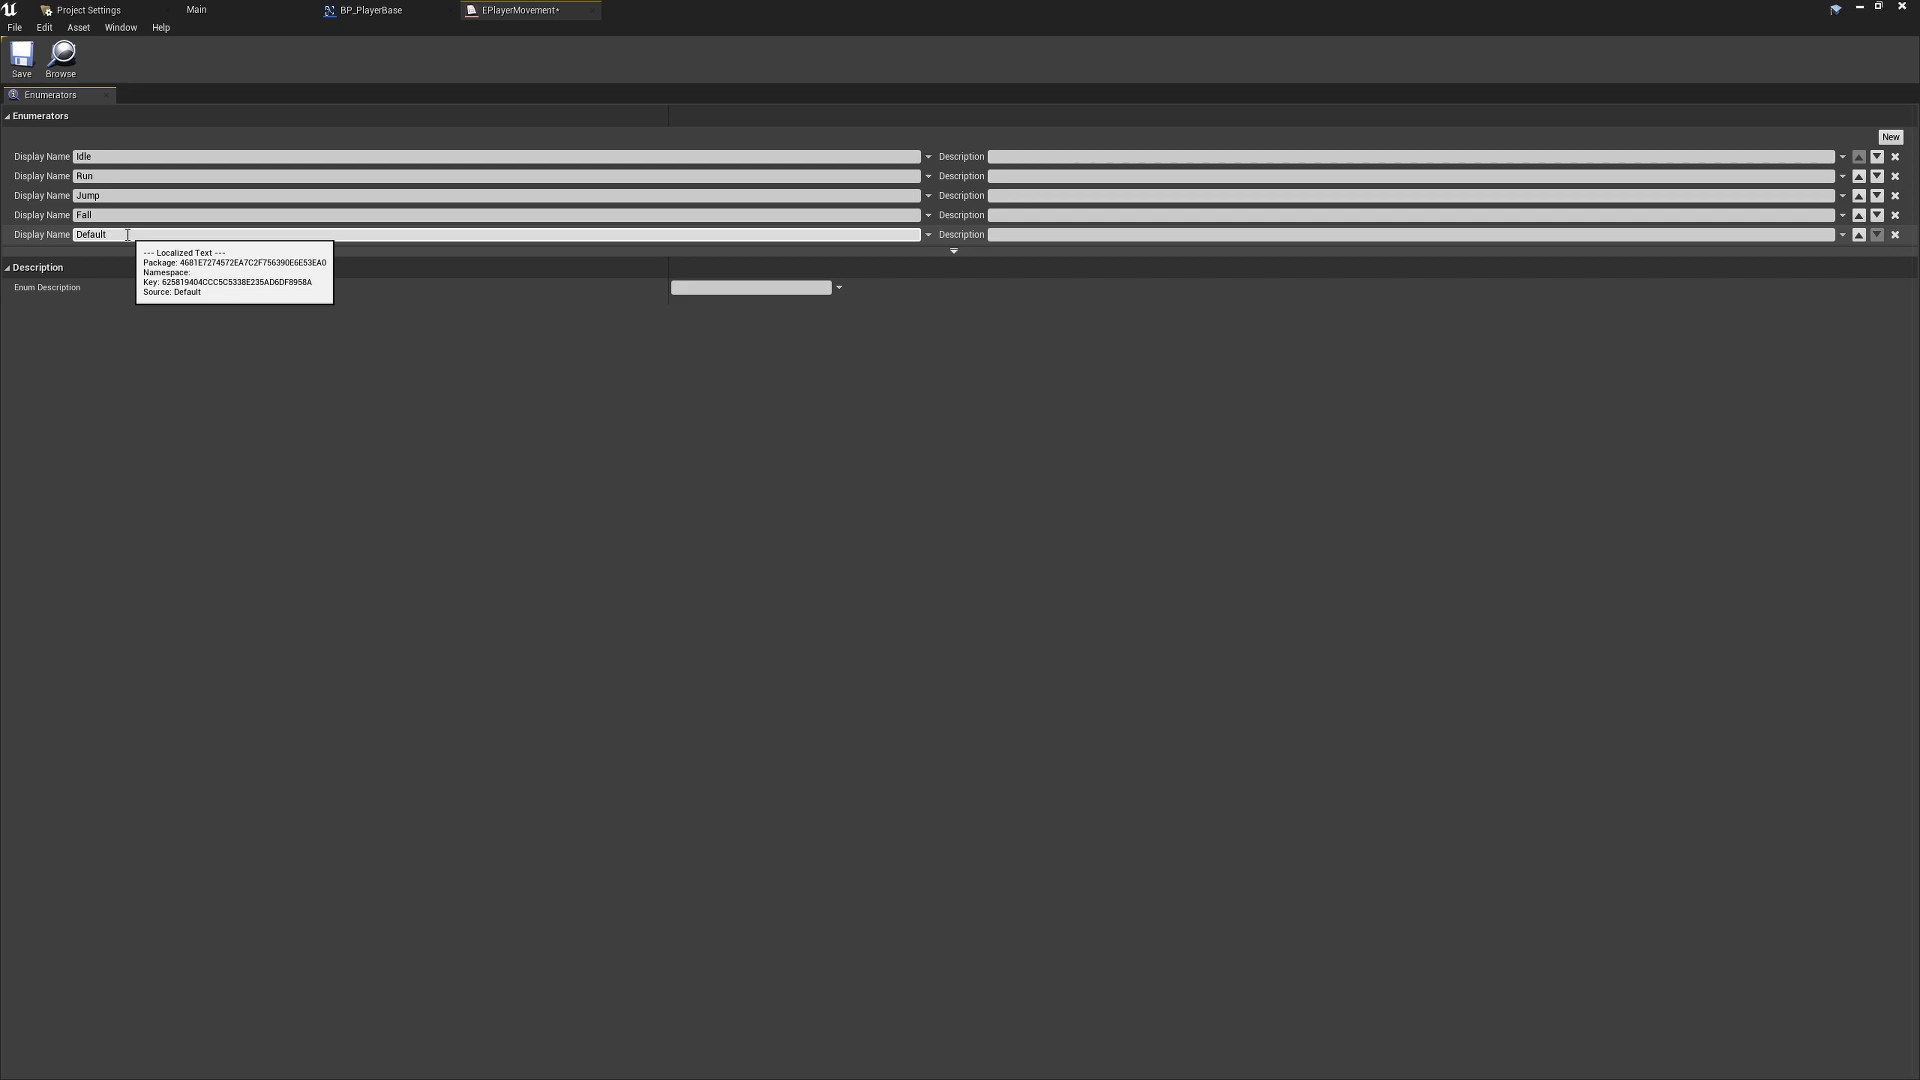 Project Settings
Main
BP_PlayerBase
EPlayerMovement*
File Edit Asset Window Help
Save Browse
Enumerators
Enumerators
New
Display Name Idle Description
Display Name Run Description
Display Name Jump Description
Display Name Fall Description
Display Name Default Description
--- Localized Text ---
Package: 4681E7274572EA7C2F756390E6E53EA0
Namespace:
Key: 625819404CCC5C5338E235AD6DF8958A
Source: Default
Description
Enum Description